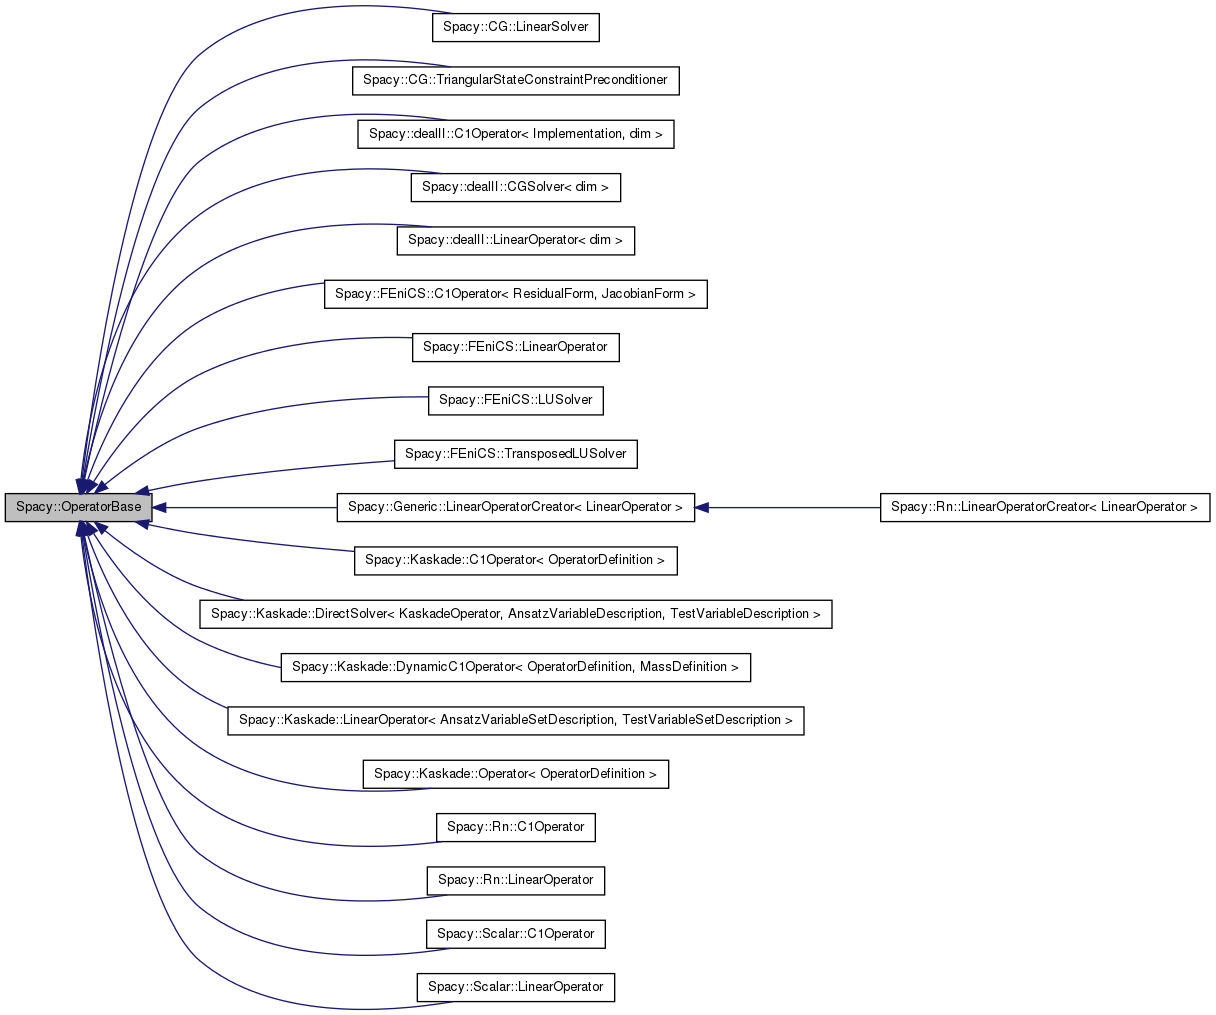 Spacy::CG::LinearSolver
Spacy::CG::TriangularStateConstraintPreconditioner
Spacy::dealII::C1Operator< Implementation, dim >
Spacy::dealII::CGSolver< dim >
Spacy::dealII::LinearOperator< dim >
Spacy::FEniCS::C1Operator< ResidualForm, JacobianForm >
Spacy::FEniCS::LinearOperator
Spacy::FEniCS::LUSolver
Spacy::FEniCS::TransposedLUSolver
Spacy::OperatorBase
Spacy::Generic::LinearOperatorCreator< LinearOperator >
Spacy::Rn::LinearOperatorCreator< LinearOperator >
Spacy::Kaskade::C1Operator< OperatorDefinition >
Spacy::Kaskade::DirectSolver< KaskadeOperator, AnsatzVariableDescription, TestVariableDescription >
Spacy::Kaskade::DynamicC1Operator< OperatorDefinition, MassDefinition >
Spacy::Kaskade::LinearOperator< AnsatzVariableSetDescription, TestVariableSetDescription >
Spacy::Kaskade::Operator< OperatorDefinition >
Spacy::Rn::C1Operator
Spacy::Rn::LinearOperator
Spacy::Scalar::C1Operator
Spacy::Scalar::LinearOperator